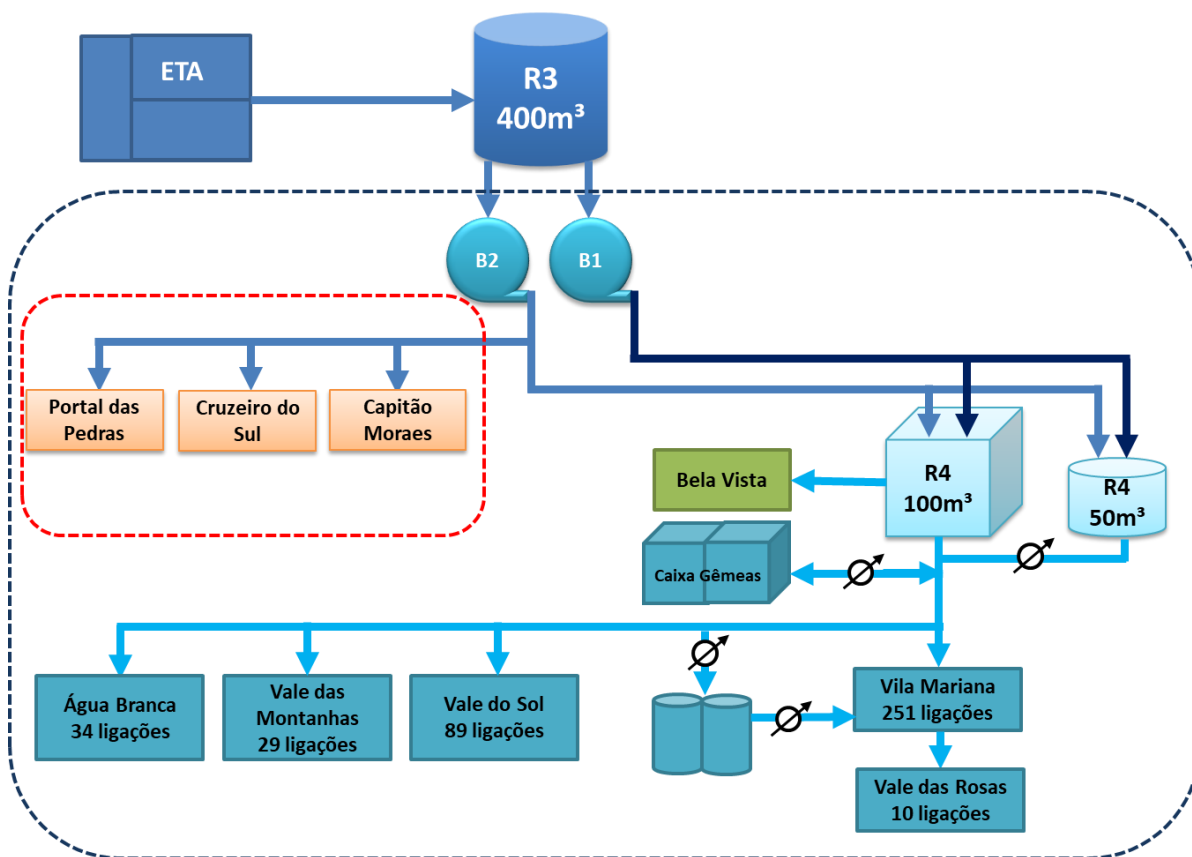 ETA
R3
400m³
B2
B1
Portal das
Pedras
Cruzeiro do
Sul
Capitão
Moraes
Bela Vista
R4
100m³
R4
50m³
Caixa Gêmeas
Água Branca
34 ligações
Vale das
Montanhas
29 ligações
Vale do Sol
89 ligações
Vila Mariana
251 ligações
Vale das Rosas
10 ligações